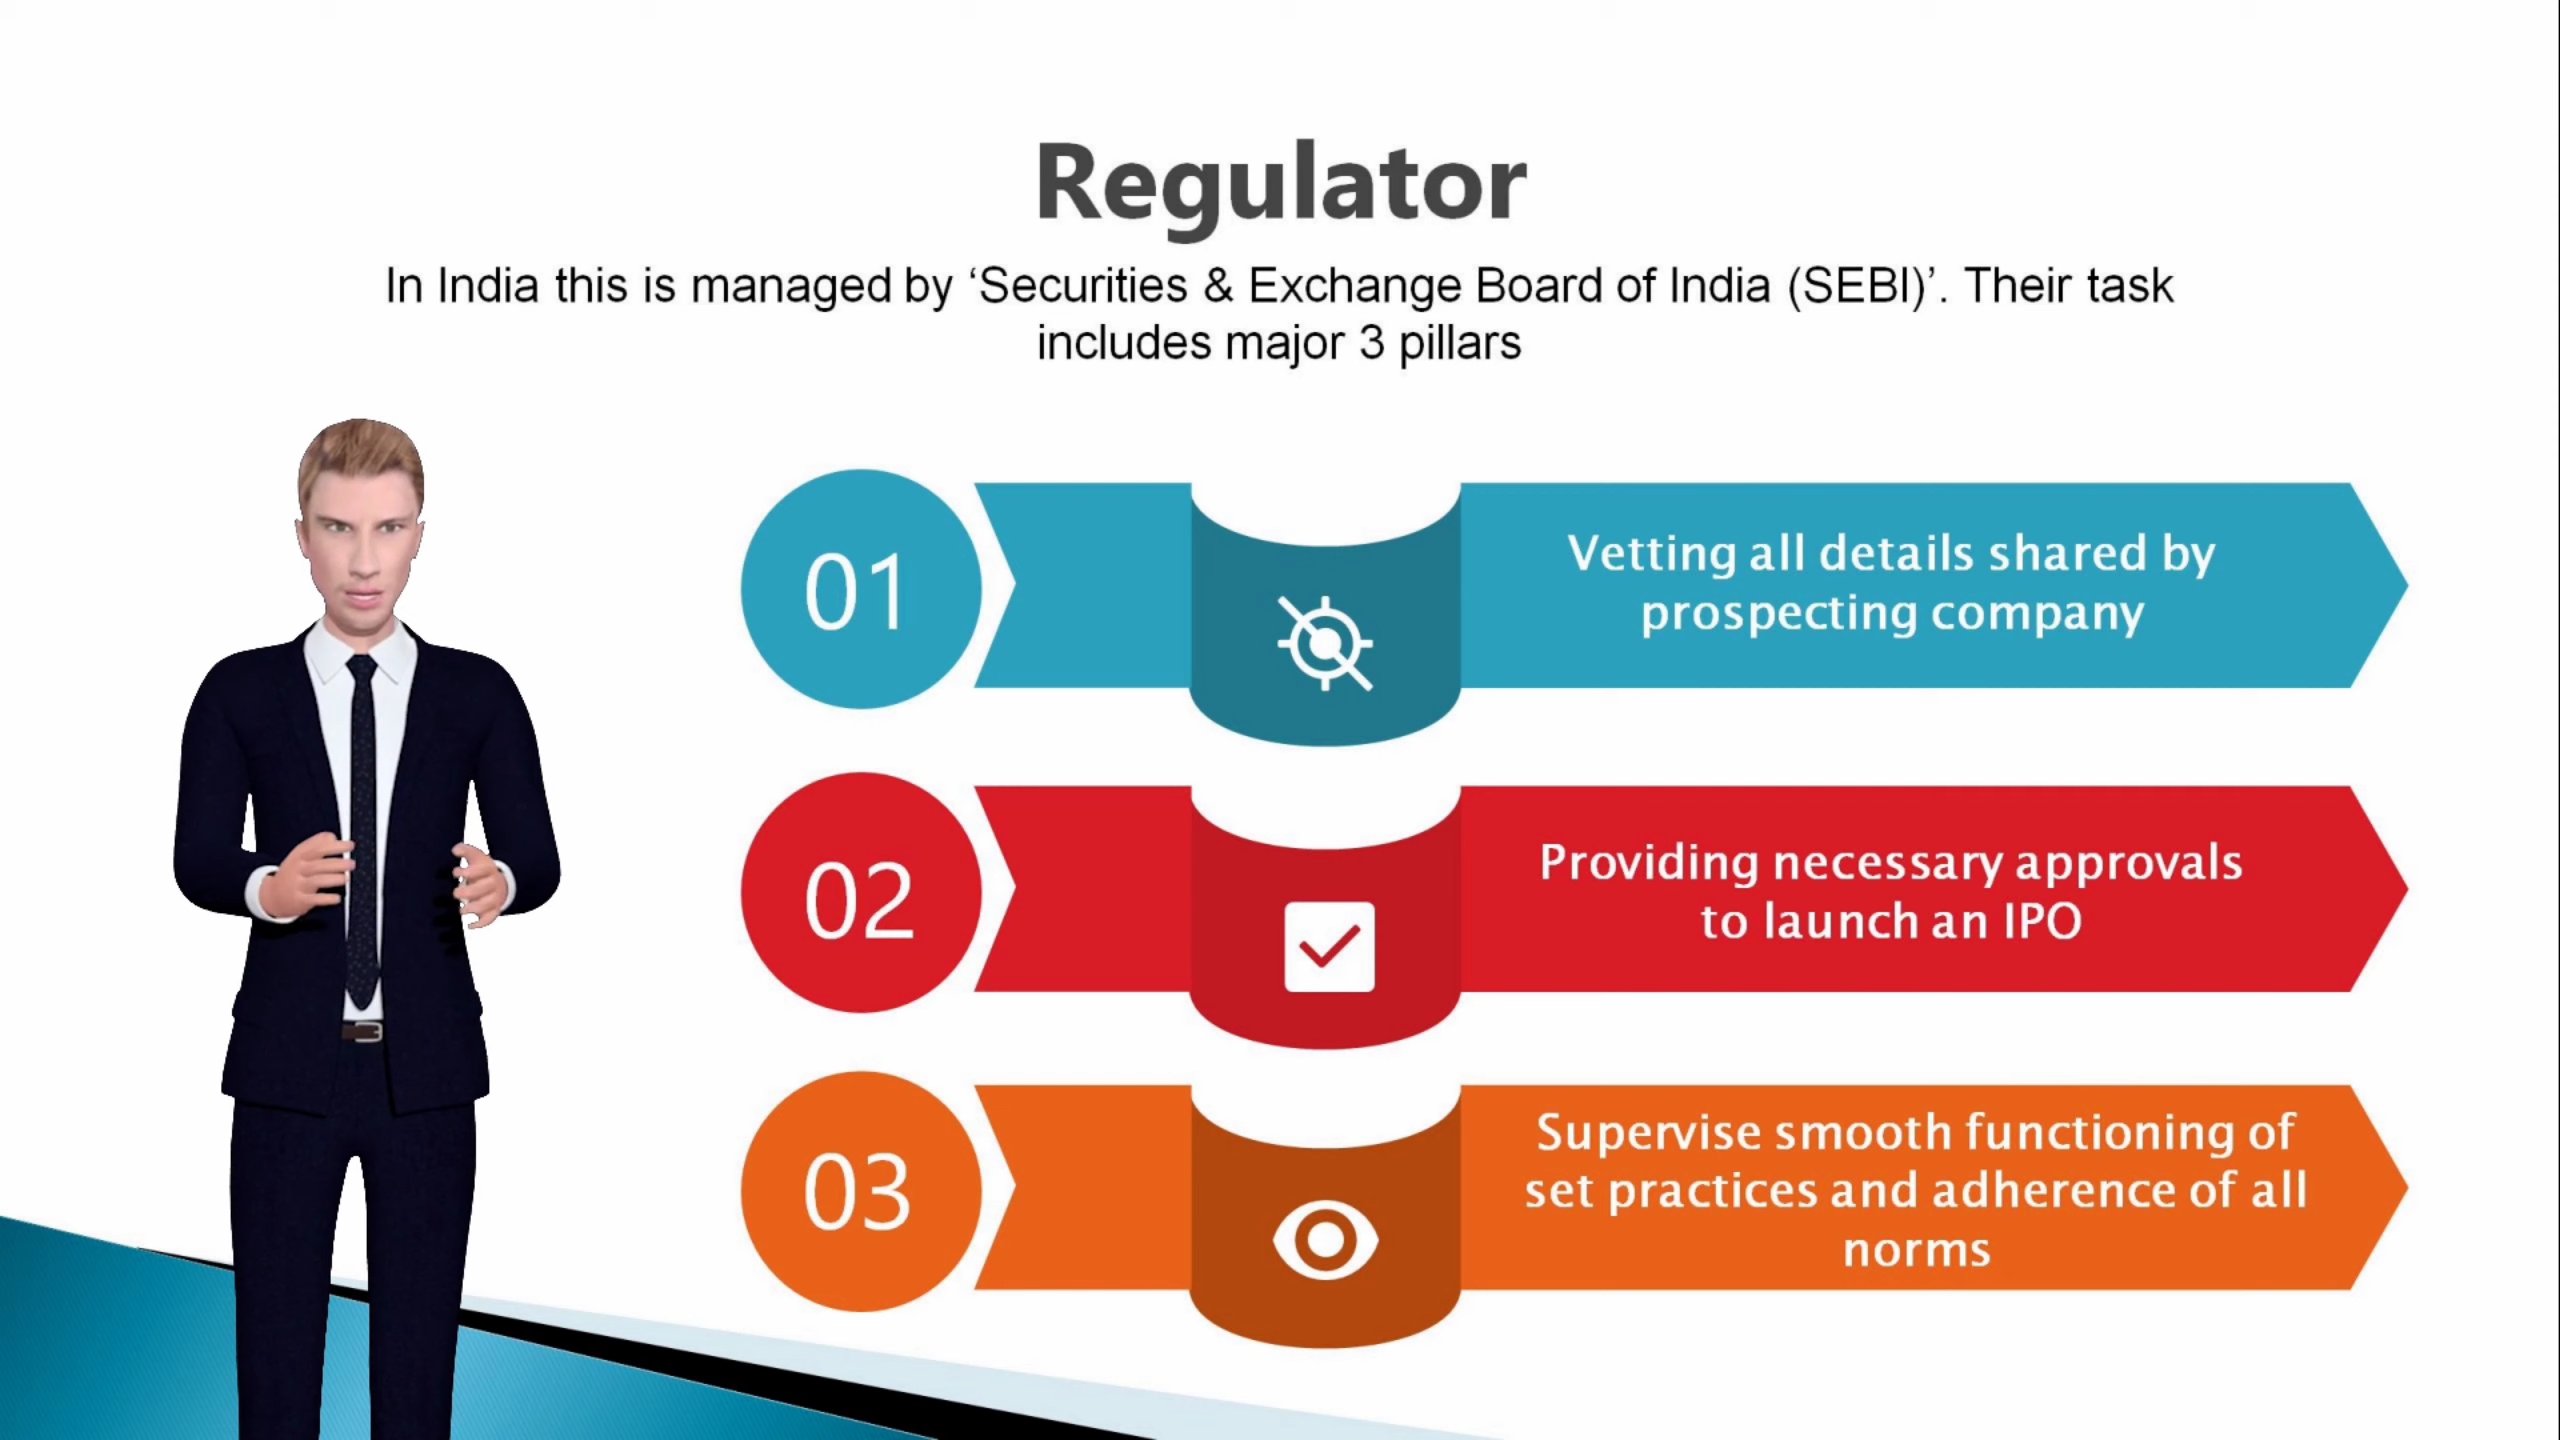 Regulator
In India this is managed by ‘Securities & Exchange Board of India (SEBI)’. Their task
includes major 3 pillars
01
Vetting all details shared by
prospecting company
02
Providing necessary approvals
to launch an IPO
03
Supervise smooth functioning of
set practices and adherence of all
norms